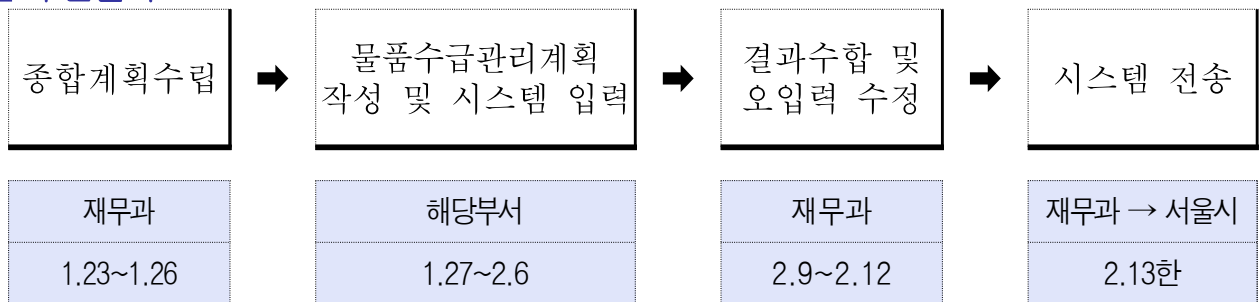 종합계획수립
물품수급관리계획
작성 및 시스템 입력
결과수합 및
오입력 수정
시스템 전송
재무과
해당부서
재무과
재무과 → 서울시
1.23~1.26
1.27~2.6
2.9~2.12
2.13한